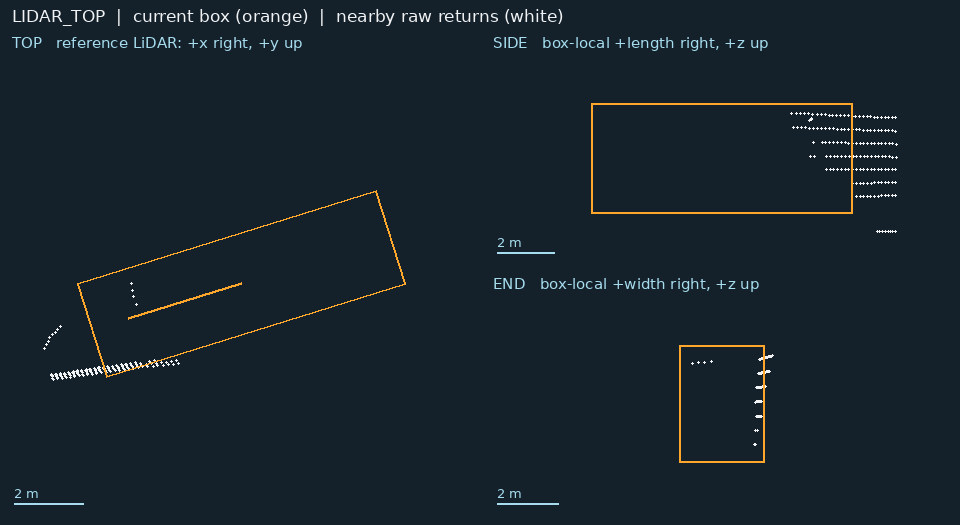 LIDAR_TOP | current box (orange) | nearby raw returns (white)
TOP reference LiDAR: +x right, +y up
SIDE box-local +length right, +z up
2 m
END box-local +width right, +z up
2 m
2 m